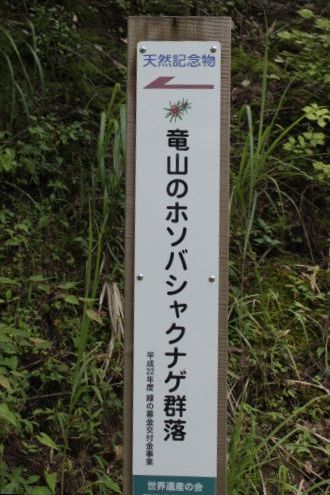 天然記念物
竜山のホソバシャクナゲ群落
平成22年度 緑の募金交付金事業
世界遺産の会